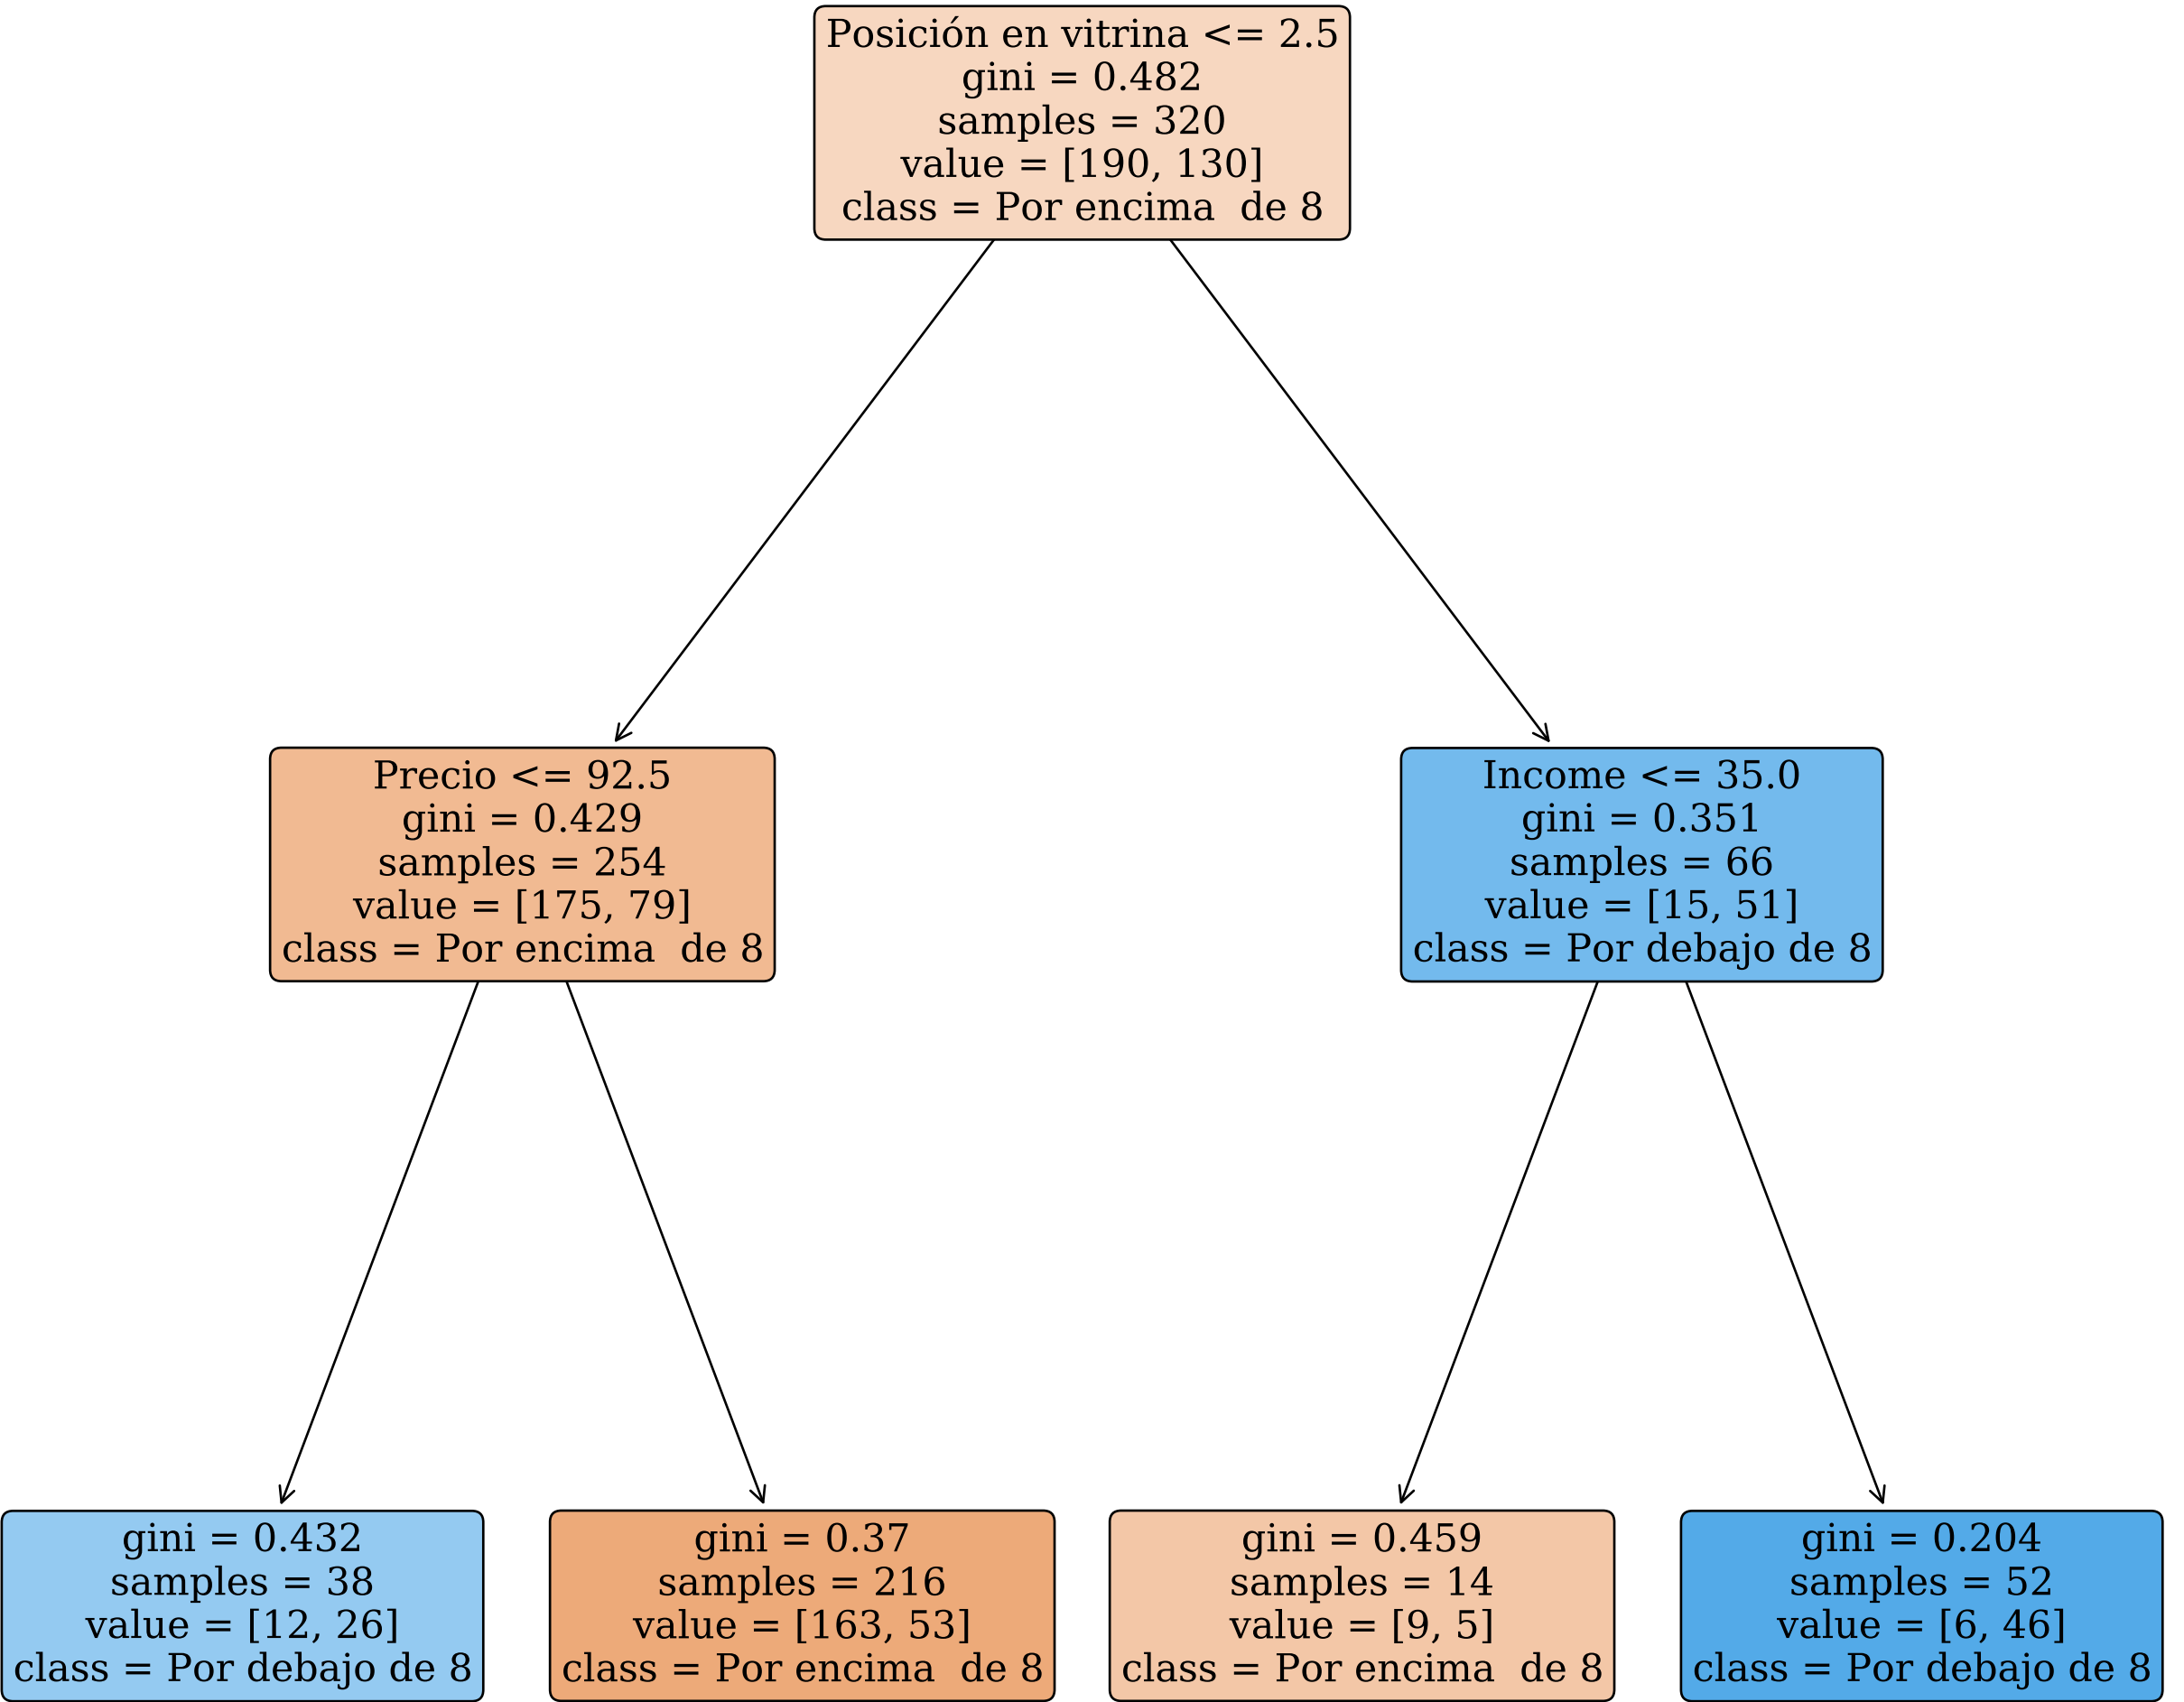 Posición en vitrina <= 2.5
gini = 0.482
samples = 320
value = [190, 130]
class = Por encima  de 8
Precio <= 92.5
gini = 0.429
samples = 254
value = [175, 79]
class = Por encima  de 8
Income <= 35.0
gini = 0.351
samples = 66
value = [15, 51]
class = Por debajo de 8
gini = 0.432
samples = 38
value = [12, 26]
class = Por debajo de 8
gini = 0.37
samples = 216
value = [163, 53]
class = Por encima  de 8
gini = 0.459
samples = 14
value = [9, 5]
class = Por encima  de 8
gini = 0.204
samples = 52
value = [6, 46]
class = Por debajo de 8